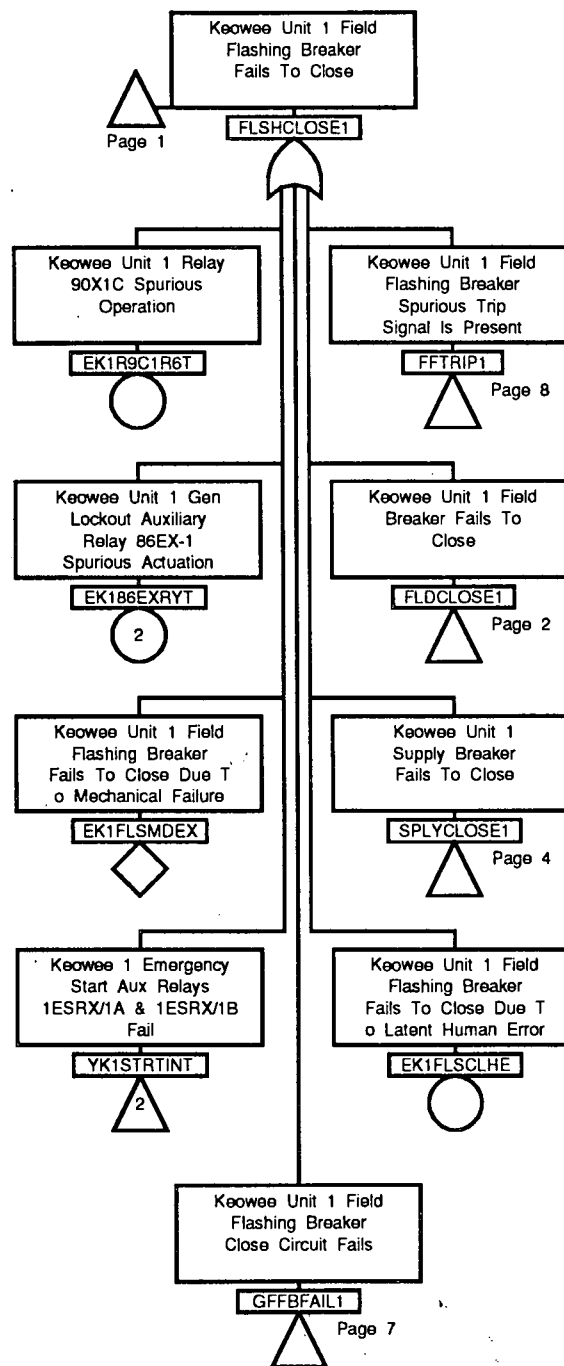 Keowee Unit 1 Field
Flashing Breaker
Fails To Close
Page 1
FLSHCLOSE1
Keowee Unit 1 Relay
90X1C Spurious
Operation
EK1R9C1R6T
Keowee Unit 1 Field
Flashing Breaker
Spurious Trip
Signal Is Present
FFTRIP1
Page 8
Keowee Unit 1 Gen
Lockout Auxiliary
Relay 86EX-1
Spurious Actuation
EK186EXRYT
2
Keowee Unit 1 Field
Breaker Fails To
Close
FLDCLOSE1
Page 2
Keowee Unit 1 Field
Flashing Breaker
Fails To Close Due T
o Mechanical Failure
EK1FLSMDEX
Keowee Unit 1
Supply Breaker
Fails To Close
SPLYCLOSE1
Page 4
Keowee 1 Emergency
Start Aux Relays
1ESRX/1A & 1ESRX/1B
Fail
YK1STRTINT
2
Keowee Unit 1 Field
Flashing Breaker
Fails To Close Due T
o Latent Human Error
EK1FLSCLHE
Keowee Unit 1 Field
Flashing Breaker
Close Circuit Fails
GFFBFAIL1
Page 7